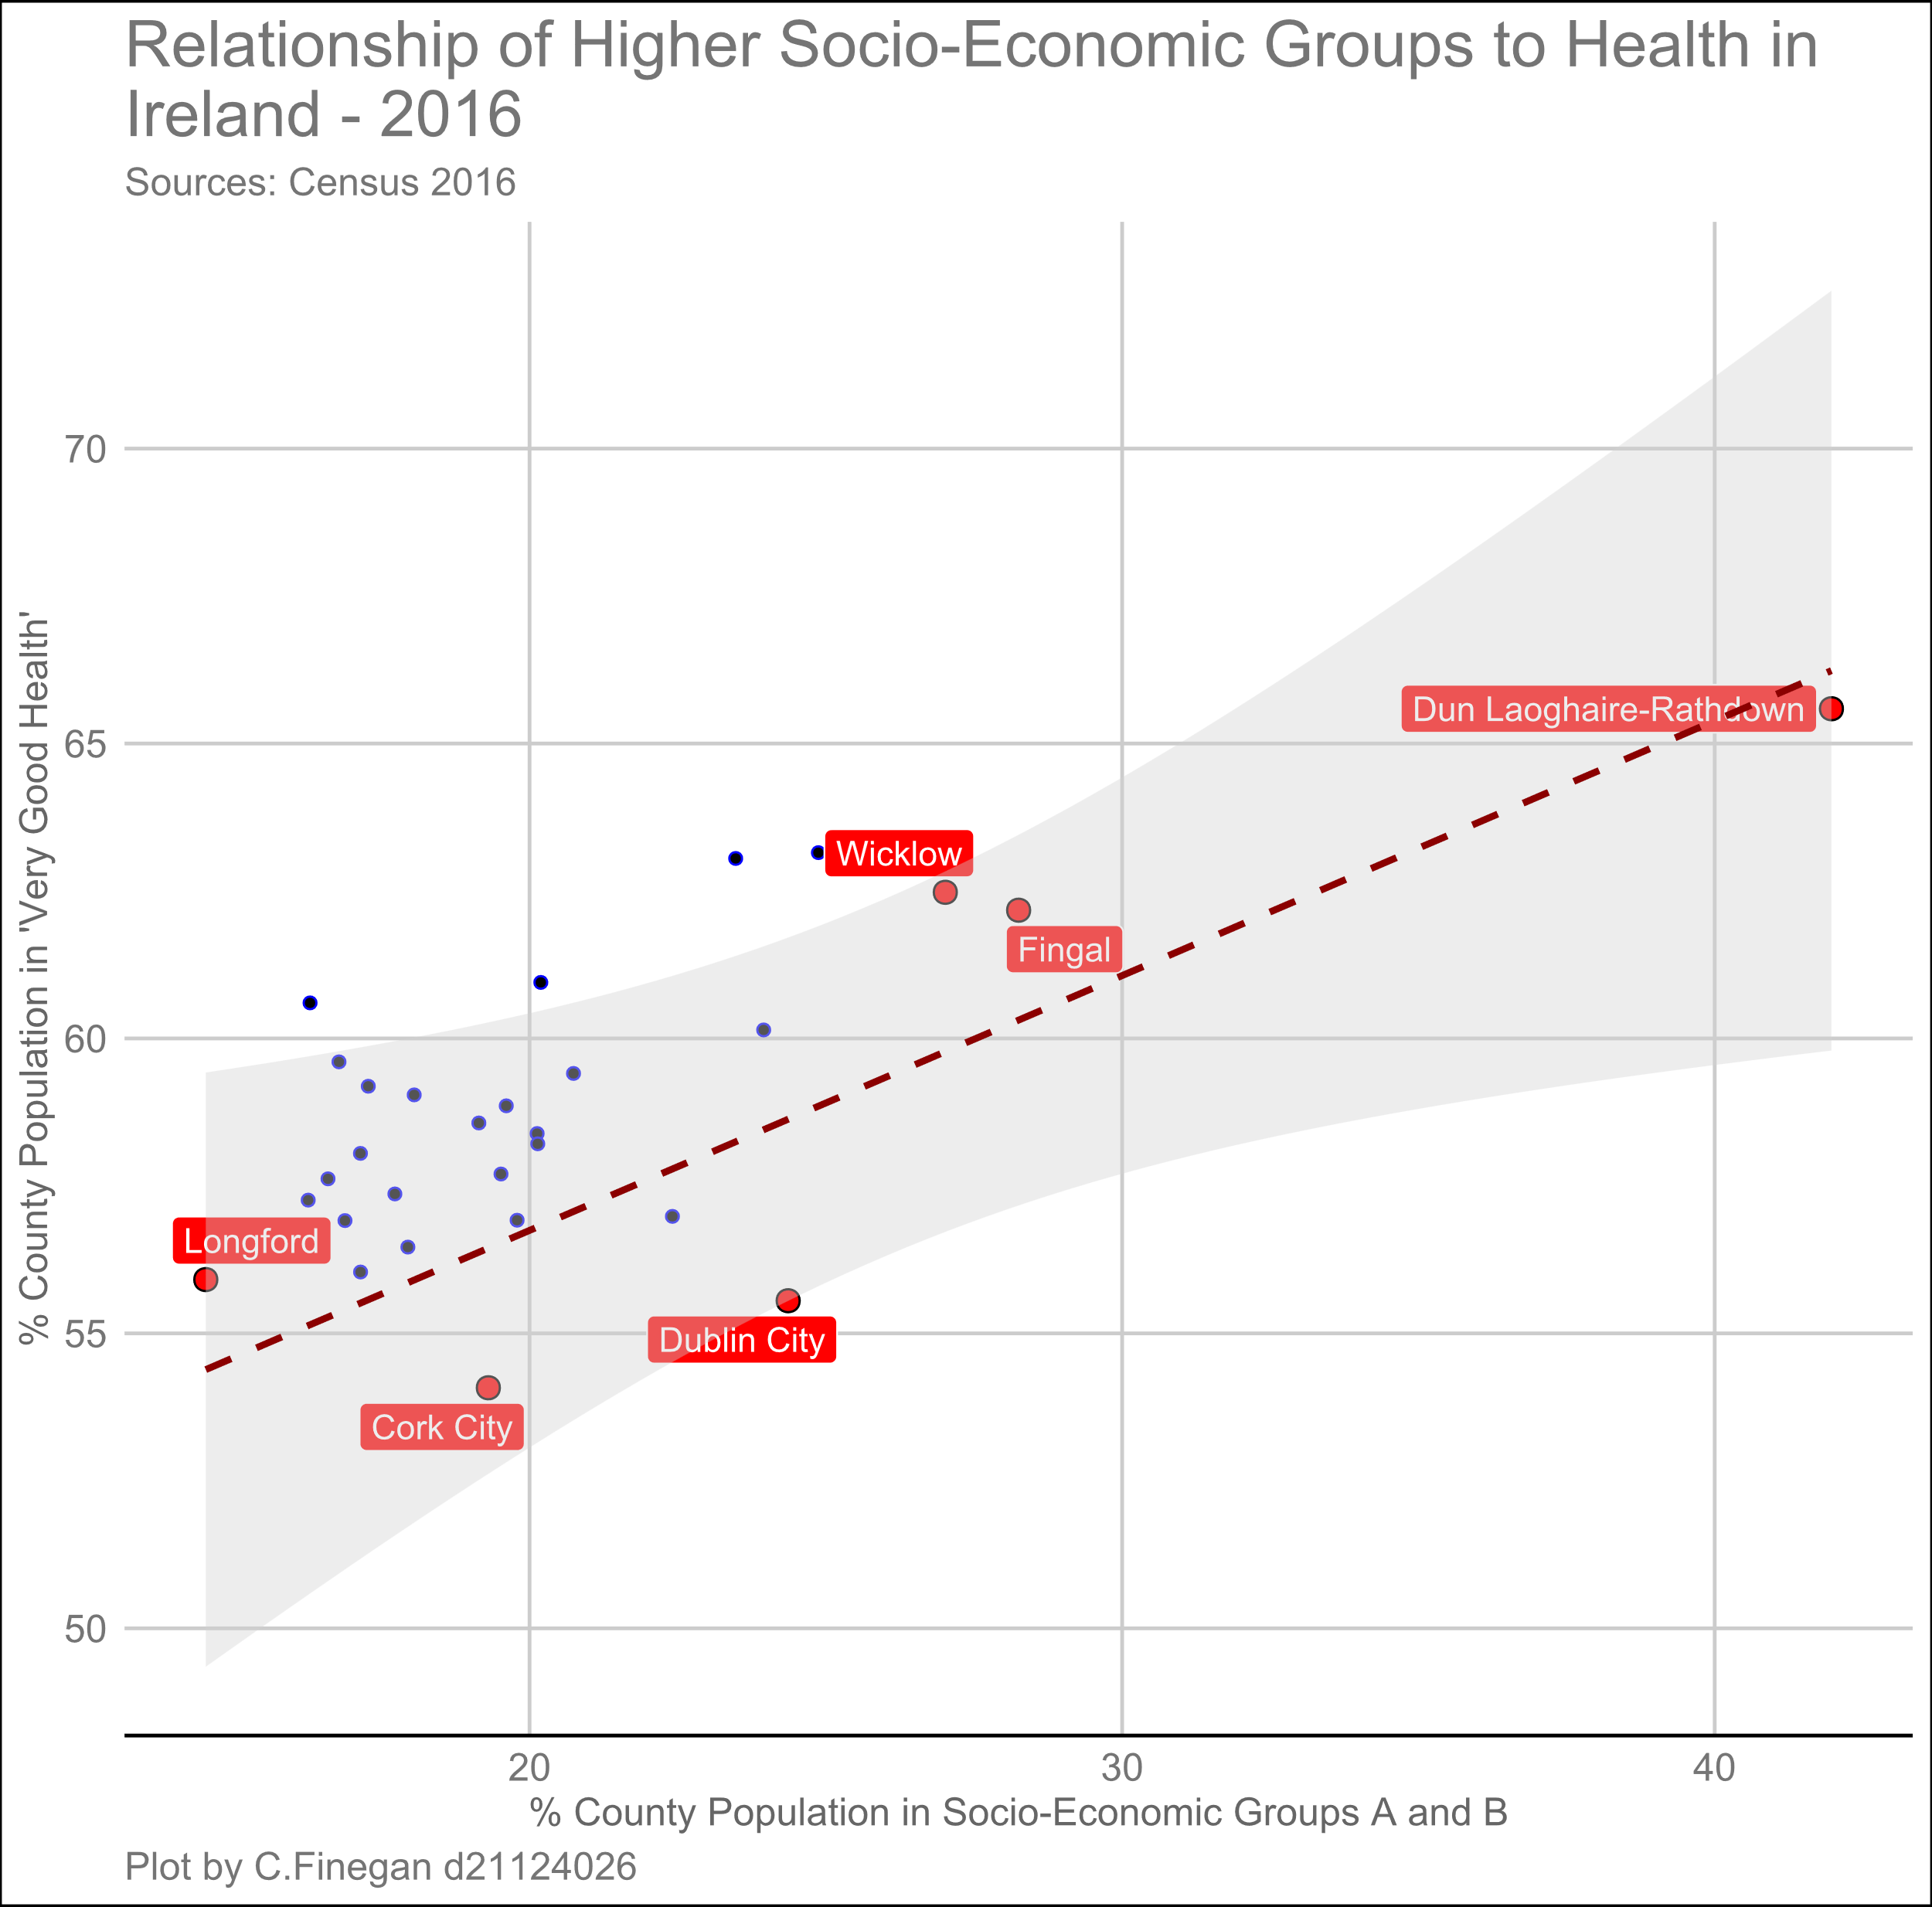 Relationship of Higher Socio-Economic Groups to Health in
Ireland - 2016
Sources: Census 2016
% County Population in 'Very Good Health'
70
65
60
55
50
Dun Laoghaire-Rathdown
Wicklow
Fingal
Longford
Dublin City
Cork City
20
30
40
% County Population in Socio-Economic Groups A and B
Plot by C.Finegan d21124026